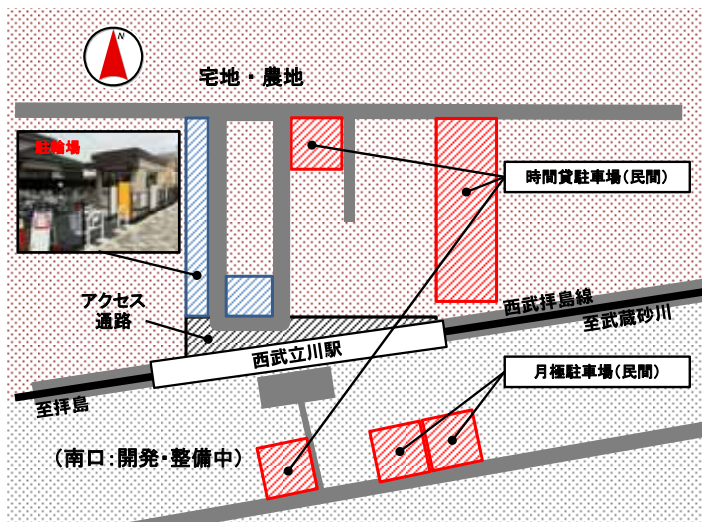 N
宅地・農地
駐輪場
時間貸駐車場(民間)
アクセス
通路
西武拝島線
至武蔵砂川
西武立川駅
月極駐車場(民間)
至拝島
(南口:開発・整備中)